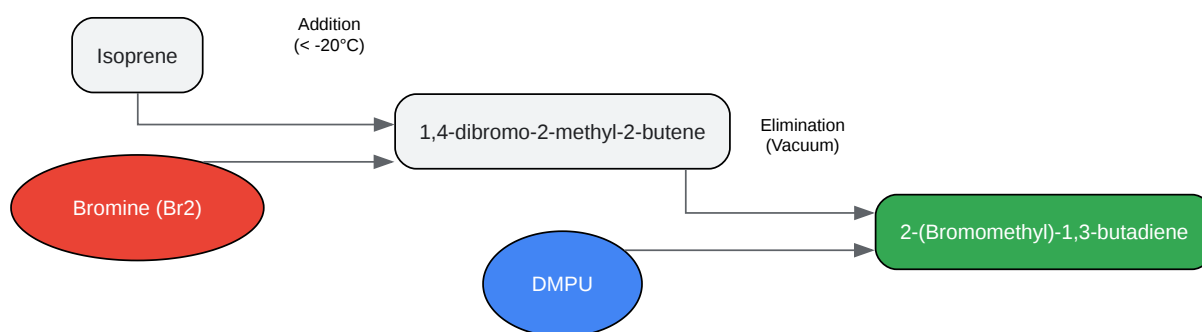 Addition
(< -20°C)
Isoprene
1,4-dibromo-2-methyl-2-butene
Elimination
(Vacuum)
Bromine (Br2)
2-(Bromomethyl)-1,3-butadiene
DMPU